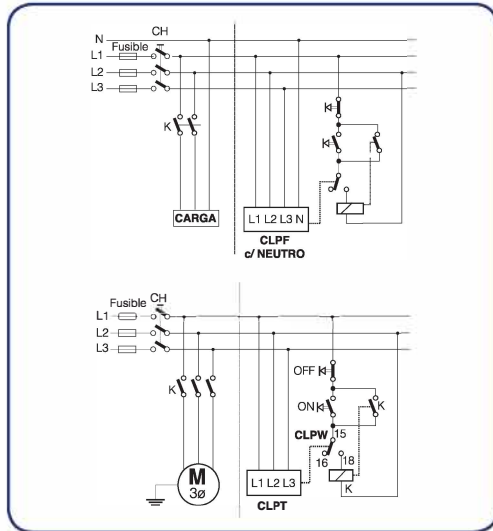 N
Fusible CH
L1
L2
L3
K
CARGA
L1 L2 L3 N
CLPF
c/ NEUTRO
Fusible CH
L1
L2
L3
OFF
K
ON
K
CLPW 15
16 18
M
3ø
L1 L2 L3
K
CLPT